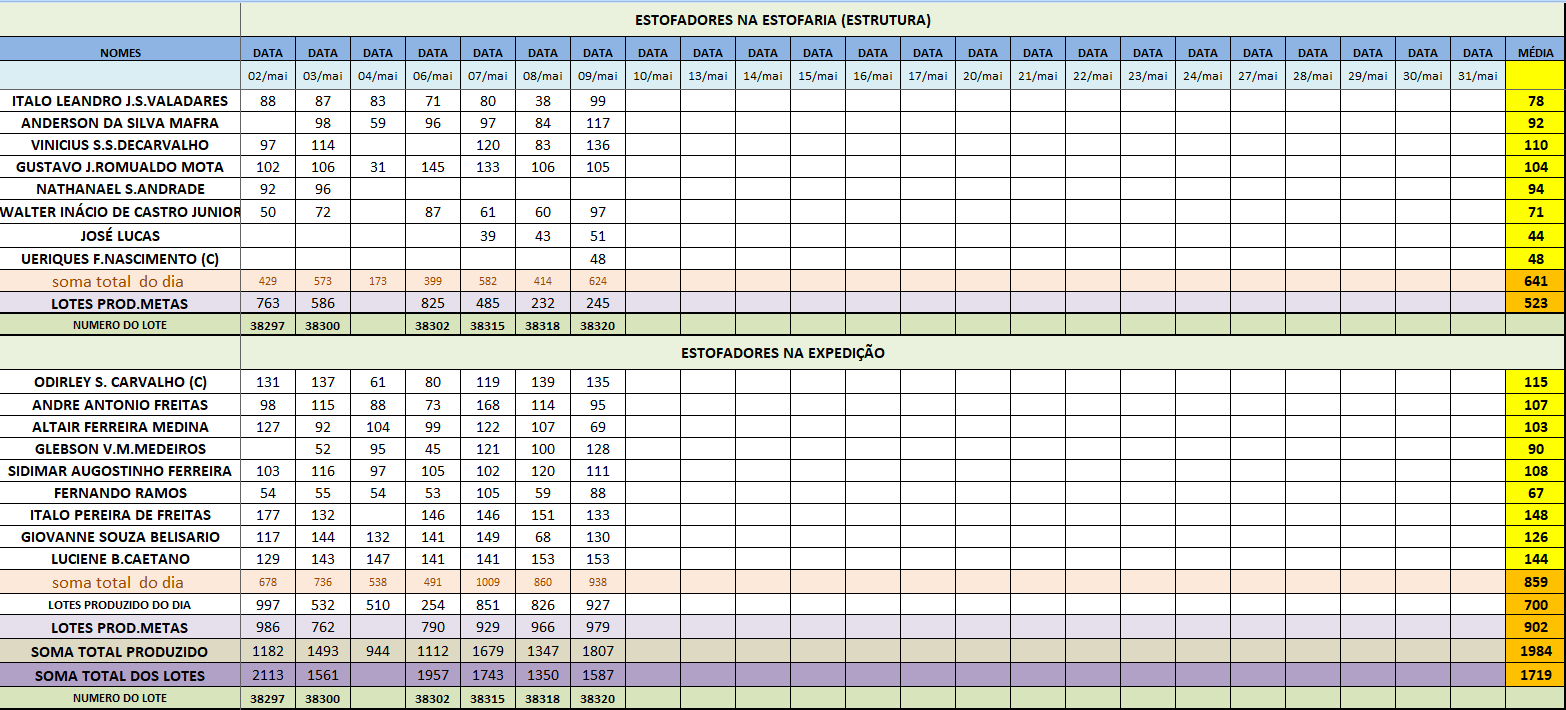 ESTOFADORES NA ESTOFARIA (ESTRUTURA)
NOMES DATA DATA DATA DATA DATA DATA DATA DATA DATA DATA DATA DATA DATA DATA DATA DATA DATA DATA DATA DATA DATA DATA DATA MÉDIA
02/mai 03/mai 04/mai 06/mai 07/mai 08/mai 09/mai 10/mai 13/mai 14/mai 15/mai 16/mai 17/mai 20/mai 21/mai 22/mai 23/mai 24/mai 27/mai 28/mai 29/mai 30/mai 31/mai
ITALO LEANDRO J.S.VALADARES 88 87 83 71 80 38 99 78
ANDERSON DA SILVA MAFRA 98 59 96 97 84 117 92
VINICIUS S.S.DECARVALHO 97 114 120 83 136 110
GUSTAVO J.ROMUALDO MOTA 102 106 31 145 133 106 105 104
NATHANAEL S.ANDRADE 92 96 94
WALTER INÁCIO DE CASTRO JUNIOR 50 72 87 61 60 97 71
JOSÉ LUCAS 39 43 51 44
UERIQUES F.NASCIMENTO (C) 48 48
soma total do dia 429 573 173 399 582 414 624 641
LOTES PROD.METAS 763 586 825 485 232 245 523
NUMERO DO LOTE 38297 38300 38302 38315 38318 38320
ESTOFADORES NA EXPEDIÇÃO
ODIRLEY S. CARVALHO (C) 131 137 61 80 119 139 135 115
ANDRE ANTONIO FREITAS 98 115 88 73 168 114 95 107
ALTAIR FERREIRA MEDINA 127 92 104 99 122 107 69 103
GLEBSON V.M.MEDEIROS 52 95 45 121 100 128 90
SIDIMAR AUGOSTINHO FERREIRA 103 116 97 105 102 120 111 108
FERNANDO RAMOS 54 55 54 53 105 59 88 67
ITALO PEREIRA DE FREITAS 177 132 146 146 151 133 148
GIOVANNE SOUZA BELISARIO 117 144 132 141 149 68 130 126
LUCIENE B.CAETANO 129 143 147 141 141 153 153 144
soma total do dia 678 736 538 491 1009 860 938 859
LOTES PRODUZIDO DO DIA 997 532 510 254 851 826 927 700
LOTES PROD.METAS 986 762 790 929 966 979 902
SOMA TOTAL PRODUZIDO 1182 1493 944 1112 1679 1347 1807 1984
SOMA TOTAL DOS LOTES 2113 1561 1957 1743 1350 1587 1719
NUMERO DO LOTE 38297 38300 38302 38315 38318 38320